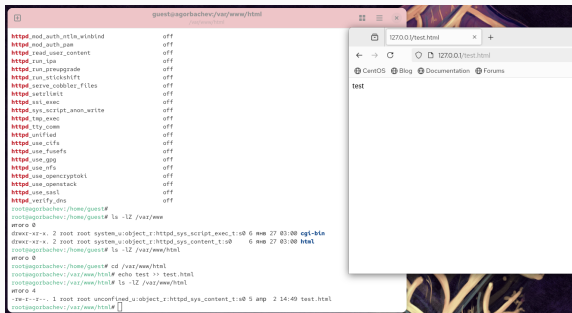 guest@agorbachev:/var/www/html
httpd_mod_auth_ntlm_winbind off
httpd_mod_auth_pam off
httpd_read_user_content off
httpd_run_ipa off
httpd_run_preupgrade off
httpd_run_stickshift off
httpd_serve_cobbler_files off
httpd_setrlimit off
httpd_ssi_exec off
httpd_sys_script_anon_write off
httpd_tmp_exec off
httpd_tty_comm off
httpd_unified off
httpd_use_cifs off
httpd_use_fusefs off
httpd_use_gpg off
httpd_use_nfs off
httpd_use_opencryptoki off
httpd_use_openstack off
httpd_use_sasl off
httpd_verify_dns off
root@agorbachev:/home/guest#
root@agorbachev:/home/guest# ls -lZ /var/www
итого 0
drwxr-xr-x. 2 root root system_u:object_r:httpd_sys_script_exec_t:s0 6 янв 27 03:00 cgi-bin
drwxr-xr-x. 2 root root system_u:object_r:httpd_sys_content_t:s0 6 янв 27 03:00 html
root@agorbachev:/home/guest# ls -lZ /var/www/html
итого 0
root@agorbachev:/home/guest# cd /var/www/html
root@agorbachev:/var/www/html# echo test >> test.html
root@agorbachev:/var/www/html# ls -lZ /var/www/html
итого 4
-rw-r--r--. 1 root root unconfined_u:object_r:httpd_sys_content_t:s0 5 апр 2 14:49 test.html
root@agorbachev:/var/www/html#
127.0.0.1/test.html
127.0.0.1/test.html
CentOS Blog Documentation Forums
test